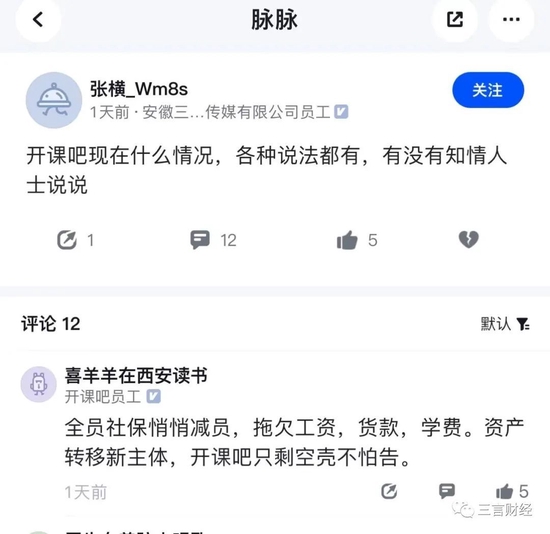 脉脉
张横_Wm8s
关注
1天前 · 安徽三...传媒有限公司员工
开课吧现在什么情况，各种说法都有，有没有知情人
士说说
1
12
5
评论 12
默认
喜羊羊在西安读书
开课吧员工
全员社保悄悄减员，拖欠工资，货款，学费。资产
转移新主体，开课吧只剩空壳不怕告。
1天前
5
三言财经